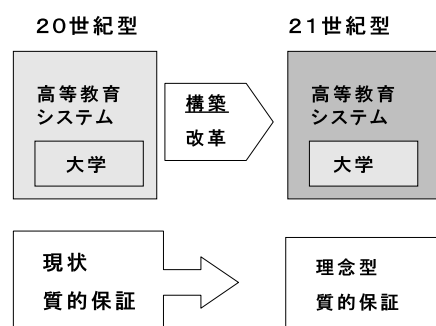 20世紀型
21世紀型
高等教育
システム
大学
構築
改革
高等教育
システム
大学
現状
質的保証
理念型
質的保証